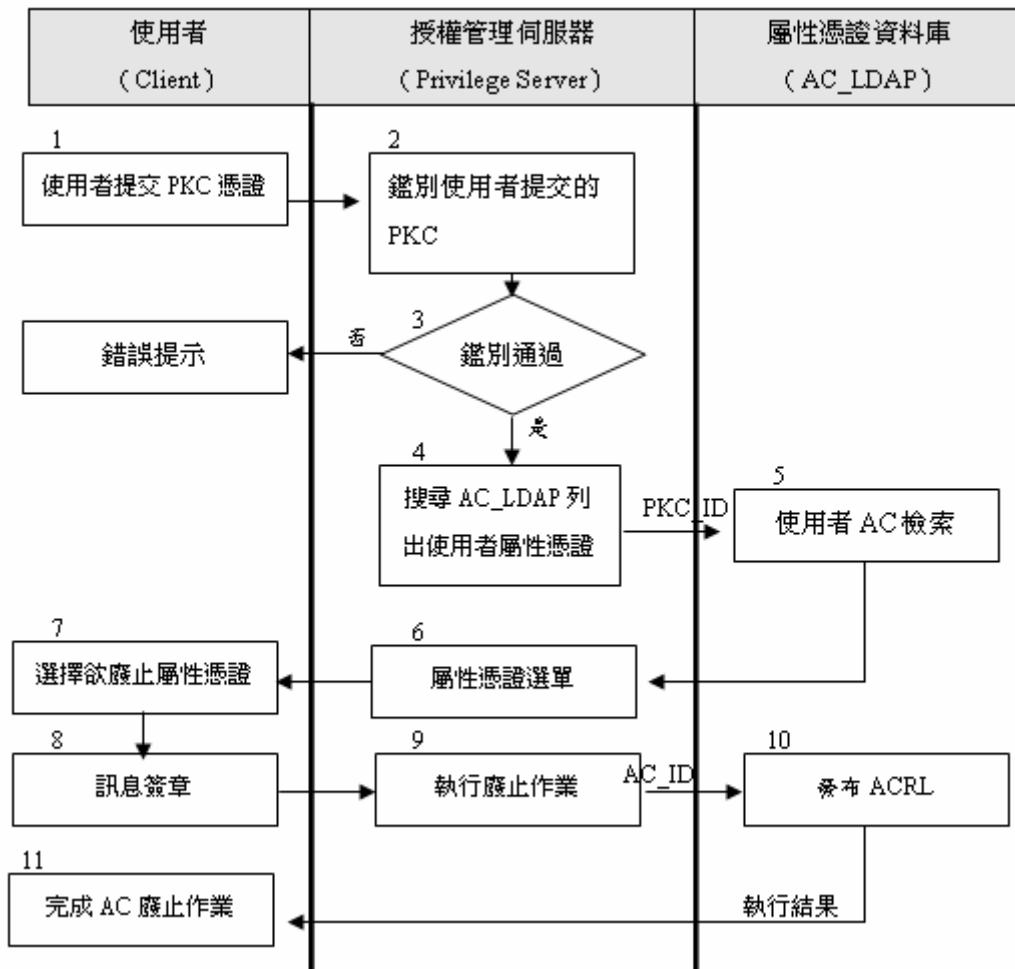 使用者
(Client)
授權管理伺服器
(Privilege Server)
屬性憑證資料庫
(AC_LDAP)
1
使用者提交 PKC 憑證
2
鑑別使用者提交的
PKC
3
鑑別通過
否
錯誤提示
是
4
搜尋 AC_LDAP 列
出使用者屬性憑證
PKC_ID
5
使用者 AC 檢索
6
屬性憑證選單
7
選擇欲廢止屬性憑證
8
訊息簽章
9
執行廢止作業
AC_ID
10
發布 ACRL
11
完成 AC 廢止作業
執行結果